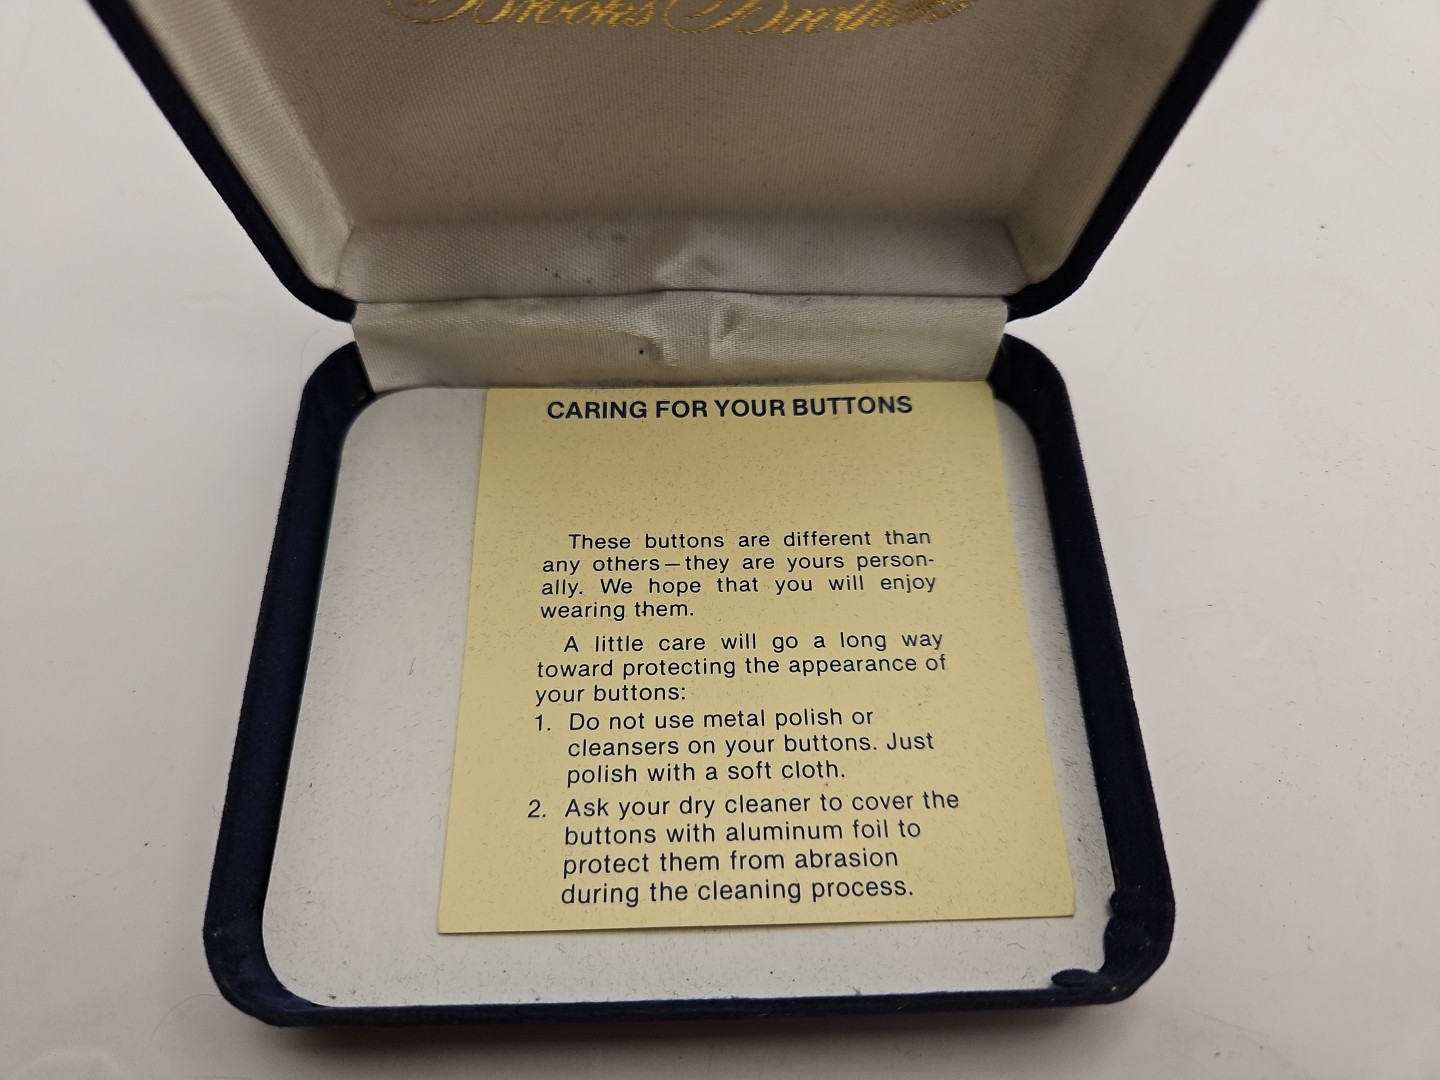 Brooks Brothers
CARING FOR YOUR BUTTONS
These buttons are different than
any others—they are yours person-
ally. We hope that you will enjoy
wearing them.
A little care will go a long way
toward protecting the appearance of
your buttons:
1. Do not use metal polish or
cleansers on your buttons. Just
polish with a soft cloth.
2. Ask your dry cleaner to cover the
buttons with aluminum foil to
protect them from abrasion
during the cleaning process.